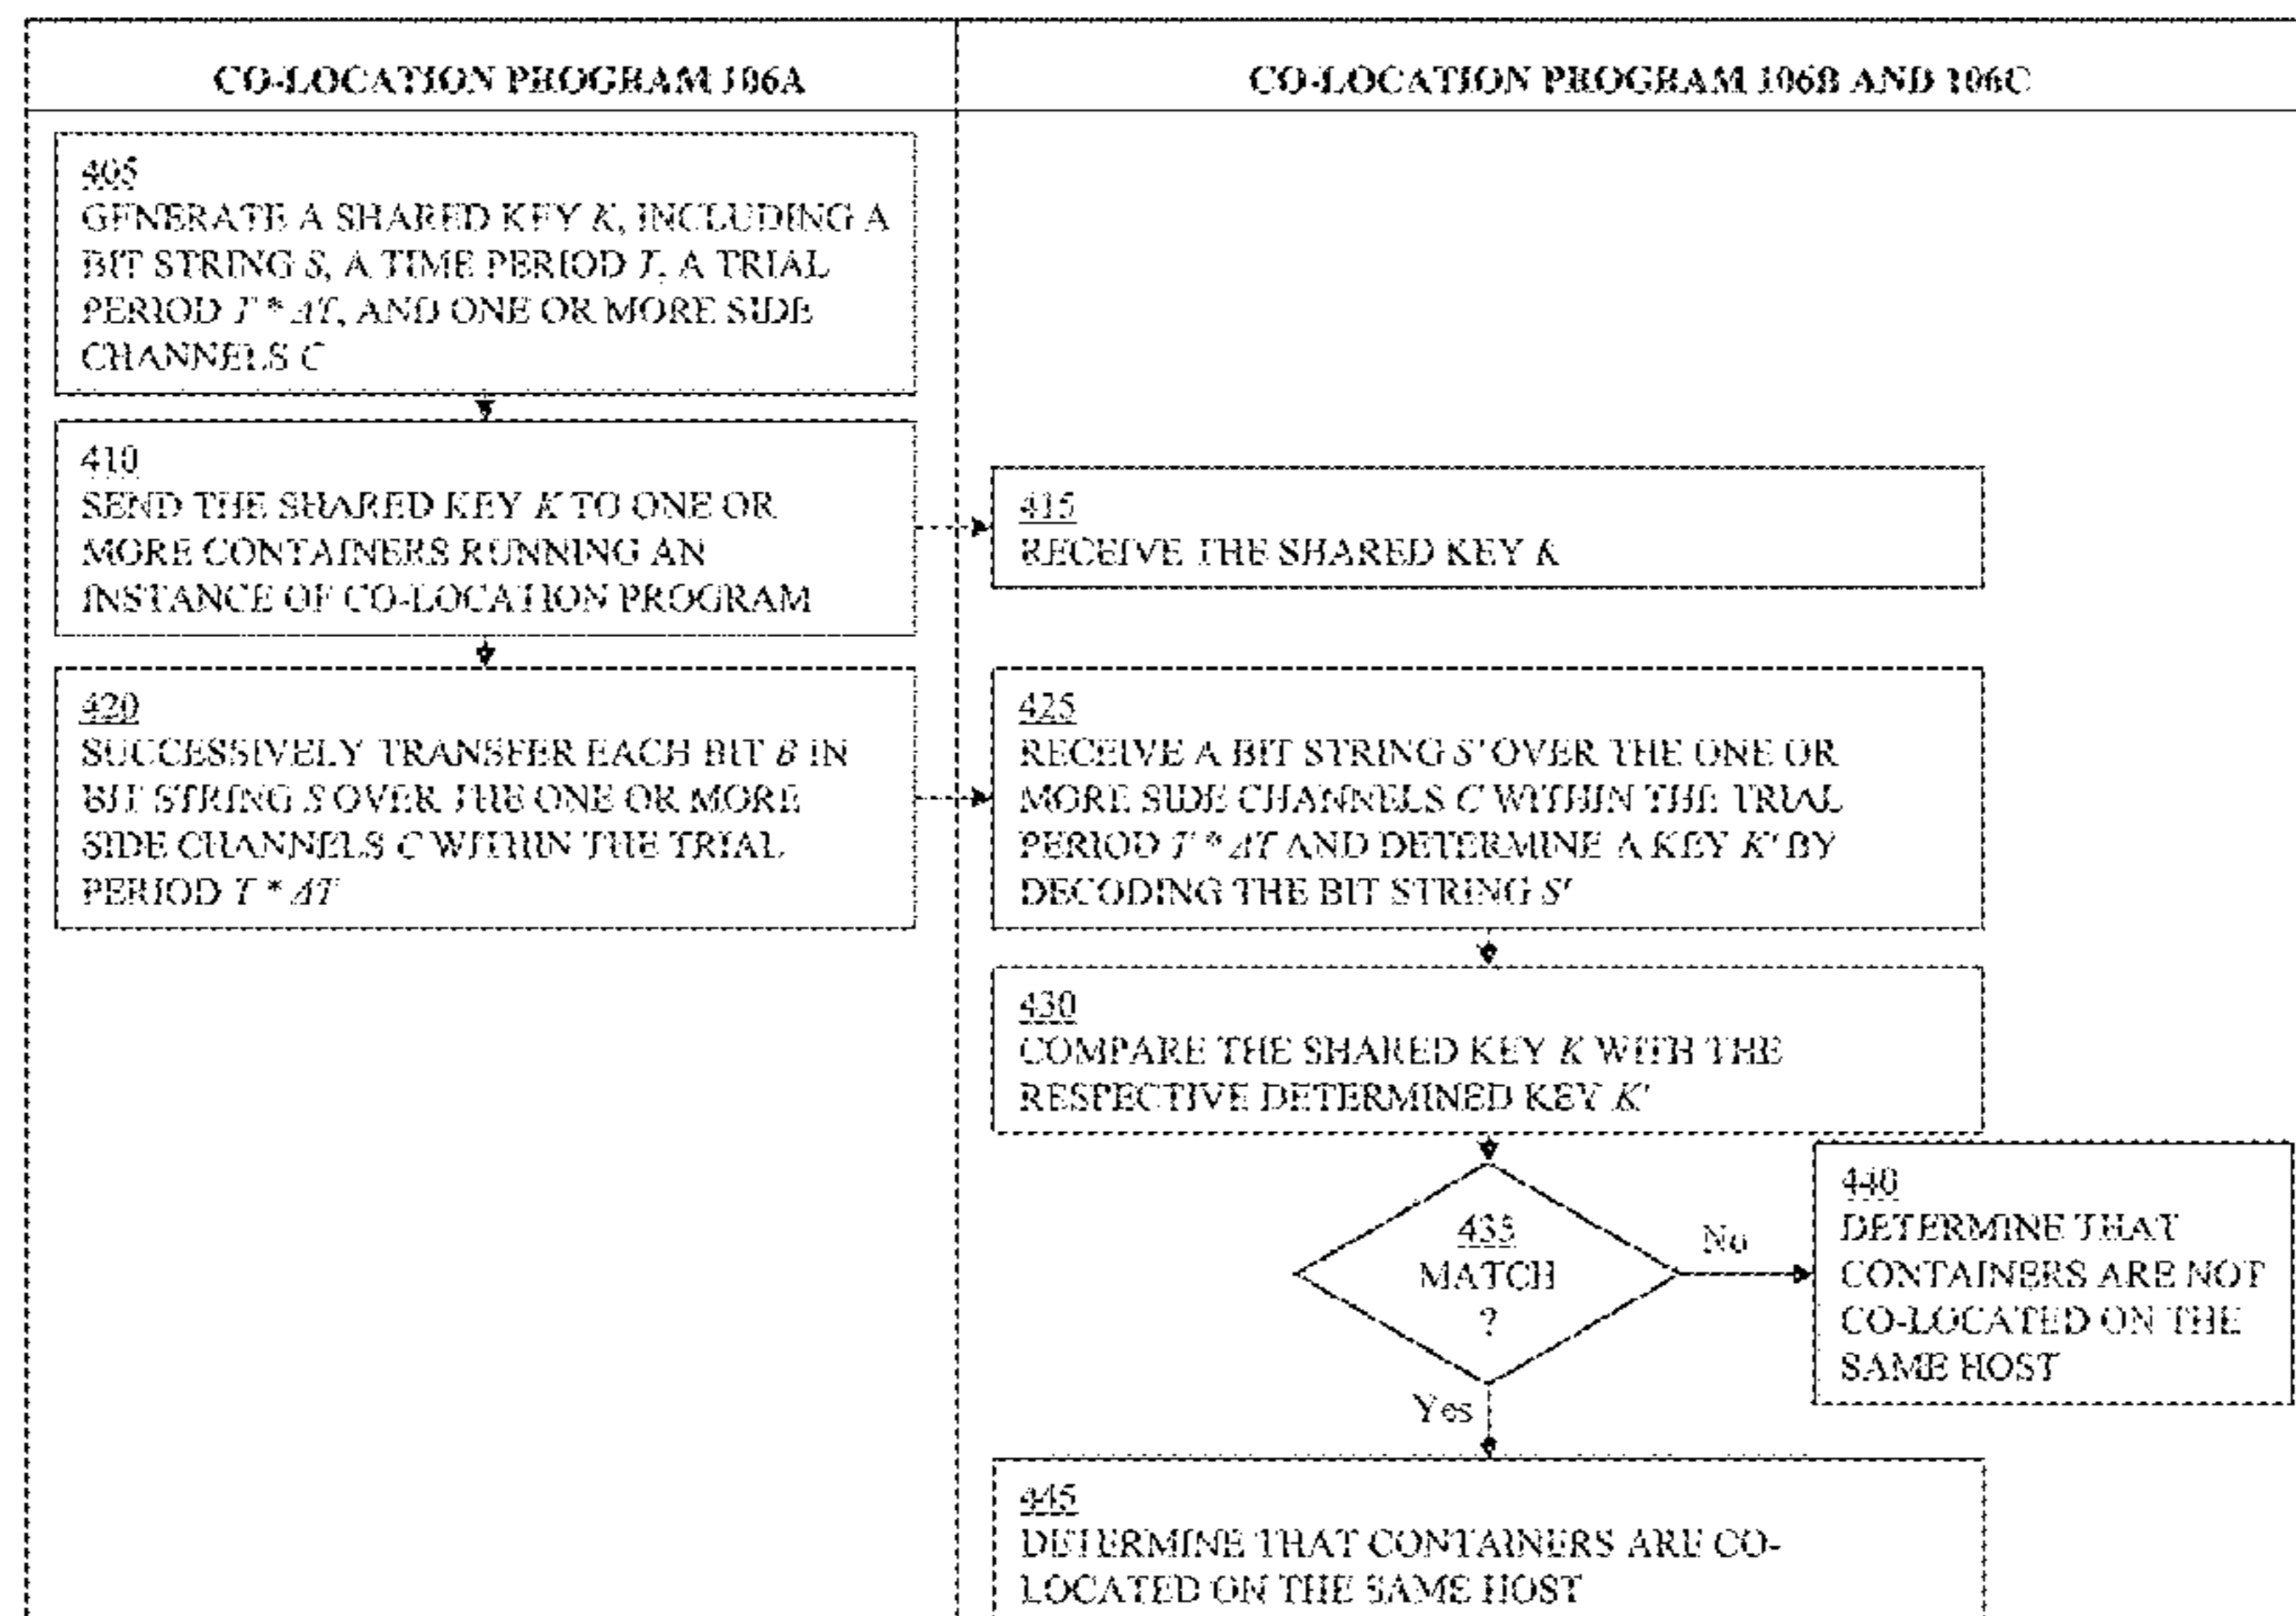 CO-LOCATION PROGRAM 106A
CO-LOCATION PROGRAM 106B AND 106C
405
GENERATE A SHARED KEY K, INCLUDING A
BIT STRING S, A TIME PERIOD T, A TRIAL
PERIOD T * ΔT, AND ONE OR MORE SIDE
CHANNELS C
410
SEND THE SHARED KEY K TO ONE OR
MORE CONTAINERS RUNNING AN
INSTANCE OF CO-LOCATION PROGRAM
415
RECEIVE THE SHARED KEY K
420
SUCCESSIVELY TRANSFER EACH BIT B IN
BIT STRING S OVER THE ONE OR MORE
SIDE CHANNELS C WITHIN THE TRIAL
PERIOD T * ΔT
425
RECEIVE A BIT STRING S' OVER THE ONE OR
MORE SIDE CHANNELS C WITHIN THE TRIAL
PERIOD T * ΔT AND DETERMINE A KEY K' BY
DECODING THE BIT STRING S'
430
COMPARE THE SHARED KEY K WITH THE
RESPECTIVE DETERMINED KEY K'
435
MATCH
?
No
440
DETERMINE THAT
CONTAINERS ARE NOT
CO-LOCATED ON THE
SAME HOST
Yes
445
DETERMINE THAT CONTAINERS ARE CO-
LOCATED ON THE SAME HOST